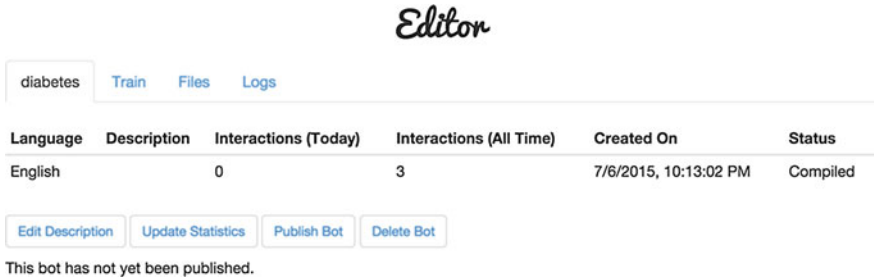 Editor
diabetes Train Files Logs
Language Description Interactions (Today) Interactions (All Time) Created On Status
English 0 3 7/6/2015, 10:13:02 PM Compiled
Edit Description Update Statistics Publish Bot Delete Bot
This bot has not yet been published.